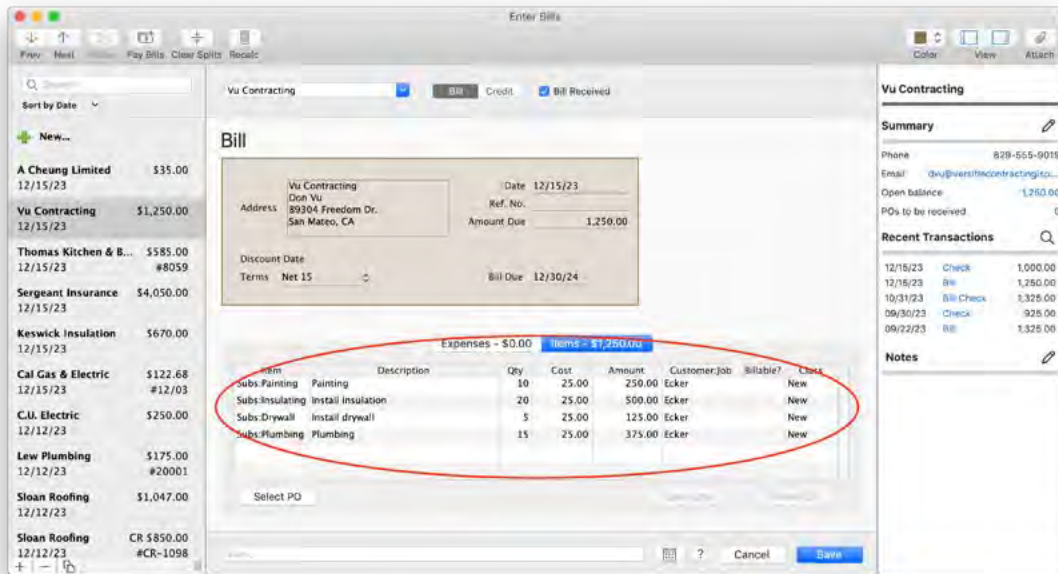 Enter Bills
Prev Next Pay Bills Clear Splits Recalc Color View Attach
Search
Sort by Date
New...
A Cheung Limited $35.00
12/15/23
Vu Contracting $1,250.00
12/15/23
Thomas Kitchen & B... $585.00
12/15/23 #8059
Sergeant Insurance $4,050.00
12/15/23
Keswick Insulation $670.00
12/15/23
Cal Gas & Electric $122.68
12/15/23 #12/03
C.U. Electric $250.00
12/12/23
Lew Plumbing $175.00
12/12/23 #20001
Sloan Roofing $1,047.00
12/12/23
Sloan Roofing CR $850.00
12/12/23 #CR-1098
Vu Contracting Bill Credit Bill Received
Bill
Address
Vu Contracting
Don Vu
89304 Freedom Dr.
San Mateo, CA
Date 12/15/23
Ref. No.
Amount Due 1,250.00
Discount Date
Terms Net 15
Bill Due 12/30/24
Expenses - $0.00 Items - $1,250.00
Item Description Qty Cost Amount Customer:Job Billable? Class
Subs:Painting Painting 10 25.00 250.00 Ecker New
Subs:Insulating Install insulation 20 25.00 500.00 Ecker New
Subs:Drywall Install drywall 5 25.00 125.00 Ecker New
Subs:Plumbing Plumbing 15 25.00 375.00 Ecker New
Select PO
? Cancel Save
Vu Contracting
Summary
Phone 829-555-9019
Email
Open balance 1,250.00
POs to be received 0
Recent Transactions
12/15/23 Check 1,000.00
12/15/23 Bill 1,250.00
10/31/23 Bill Check 1,325.00
09/30/23 Check 925.00
09/22/23 Bill 1,325.00
Notes